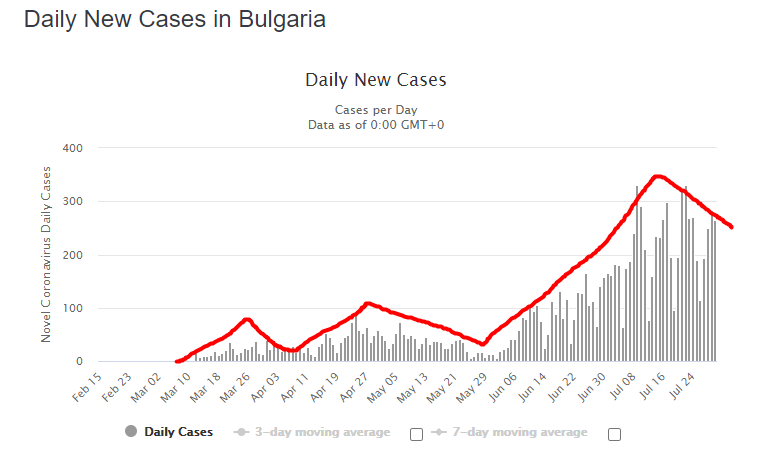 Daily New Cases in Bulgaria
Daily New Cases
Cases per Day
Data as of 0:00 GMT+0
Novel Coronavirus Daily Cases
400
300
200
100
0
Feb 15
Feb 23
Mar 02
Mar 10
Mar 18
Mar 26
Apr 03
Apr 11
Apr 19
Apr 27
May 05
May 13
May 21
May 29
Jun 06
Jun 14
Jun 22
Jun 30
Jul 08
Jul 16
Jul 24
Daily Cases 3-day moving average 7-day moving average